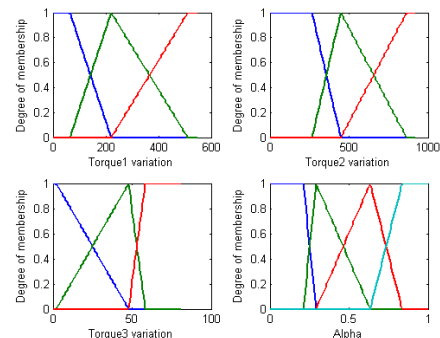 Degree of membership
1
0.8
0.6
0.4
0.2
0
0 200 400 600
Torque1 variation
Degree of membership
1
0.8
0.6
0.4
0.2
0
0 500 1000
Torque2 variation
Degree of membership
1
0.8
0.6
0.4
0.2
0
0 50 100
Torque3 variation
Degree of membership
1
0.8
0.6
0.4
0.2
0
0 0.5 1
Alpha